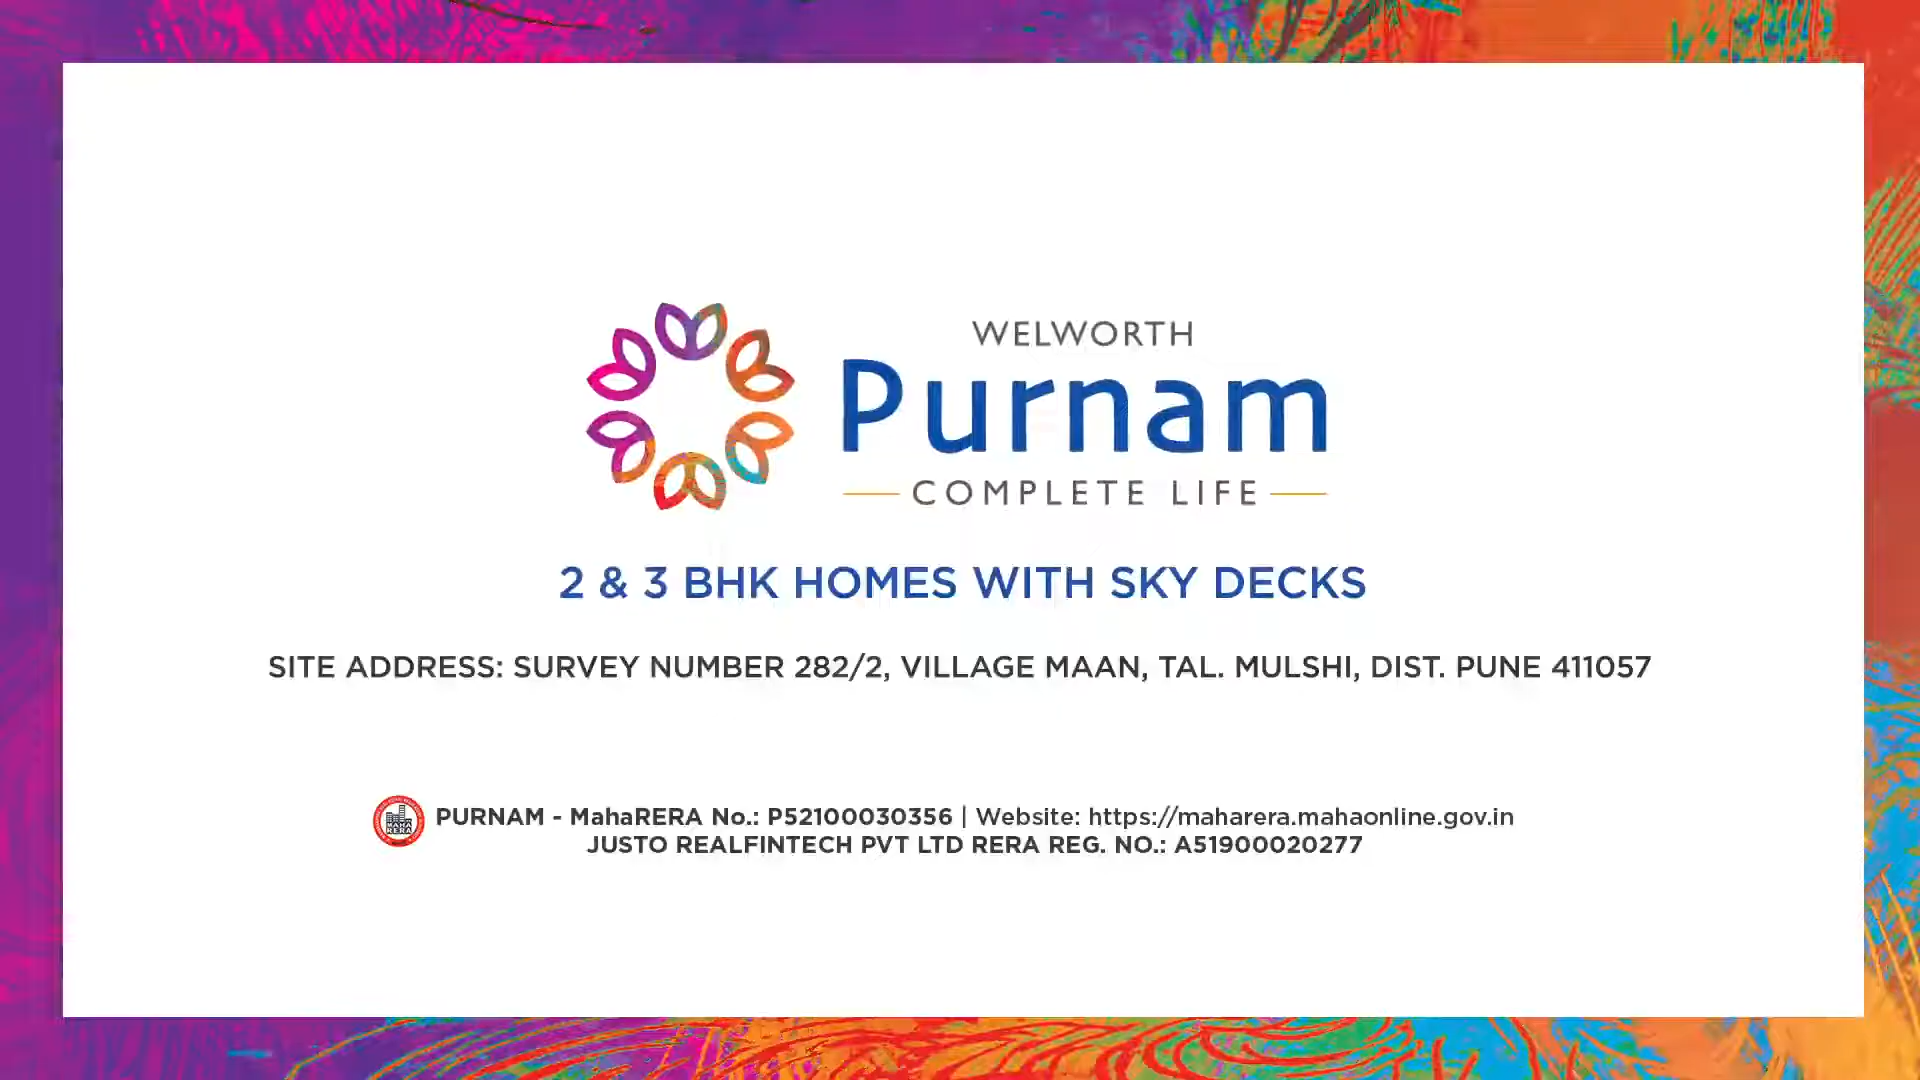 WELWORTH
Purnam
COMPLETE LIFE
2 & 3 BHK HOMES WITH SKY DECKS
SITE ADDRESS: SURVEY NUMBER 282/2, VILLAGE MAAN, TAL. MULSHI, DIST. PUNE 411057
MAHA
RERA
PURNAM - MahaRERA No.: P52100030356 | Website: https://maharera.mahaonline.gov.in
JUSTO REALFINTECH PVT LTD RERA REG. NO.: A51900020277